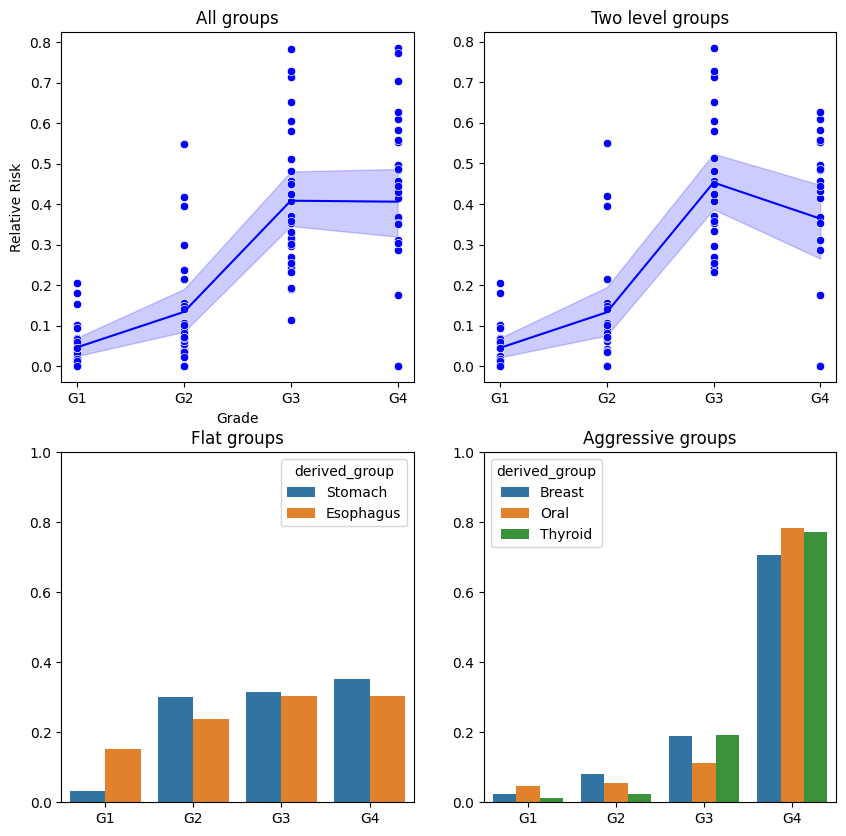 All groups
0.8
0.7
0.6
0.5
0.4
0.3
0.2
0.1
0.0
Relative Risk
G1 G2 G3 G4
Grade
Two level groups
0.8
0.7
0.6
0.5
0.4
0.3
0.2
0.1
0.0
G1 G2 G3 G4
Flat groups
1.0
0.8
0.6
0.4
0.2
0.0
derived_group
Stomach
Esophagus
G1 G2 G3 G4
Aggressive groups
1.0
0.8
0.6
0.4
0.2
0.0
derived_group
Breast
Oral
Thyroid
G1 G2 G3 G4